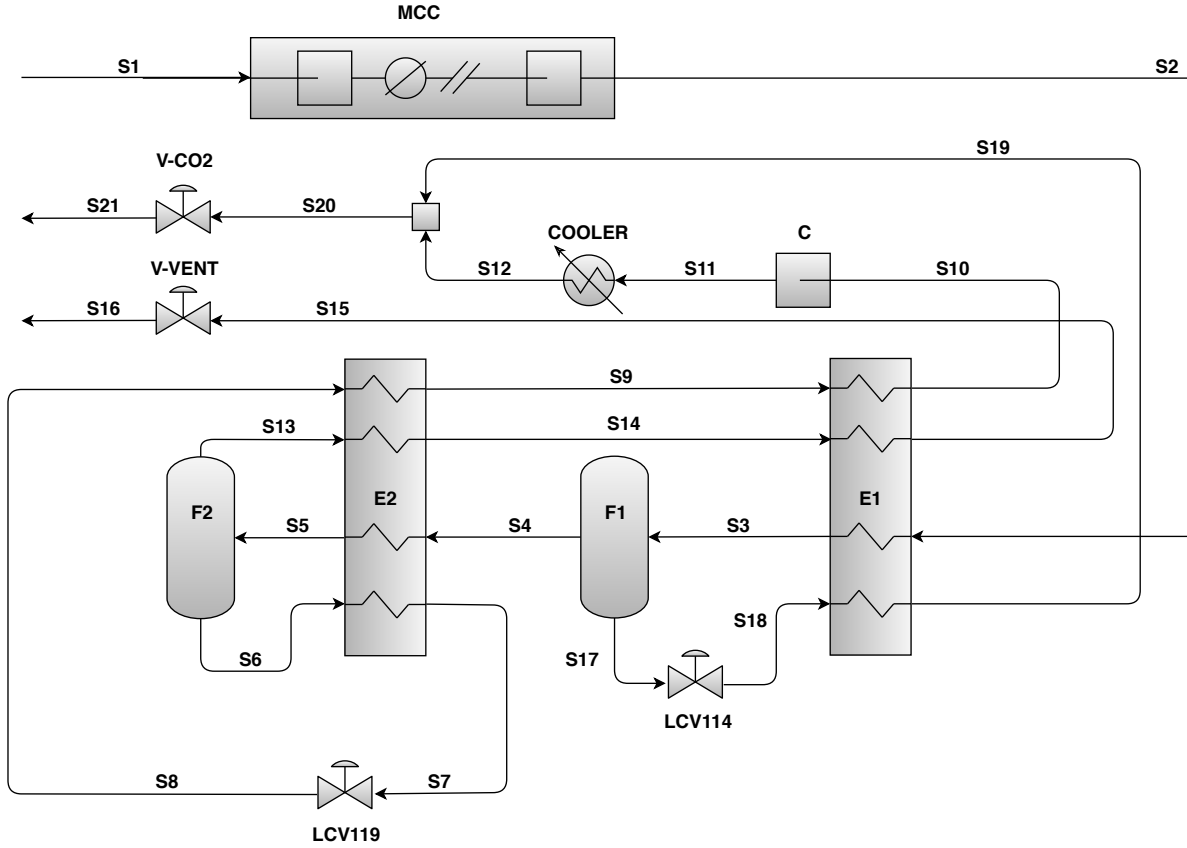 MCC
S1
S2
S19
V-CO2
S21
S20
COOLER
C
S12
S11
S10
V-VENT
S16
S15
S9
S13
S14
F2
E2
F1
E1
S5
S4
S3
S6
S17
S18
LCV114
S8
S7
LCV119